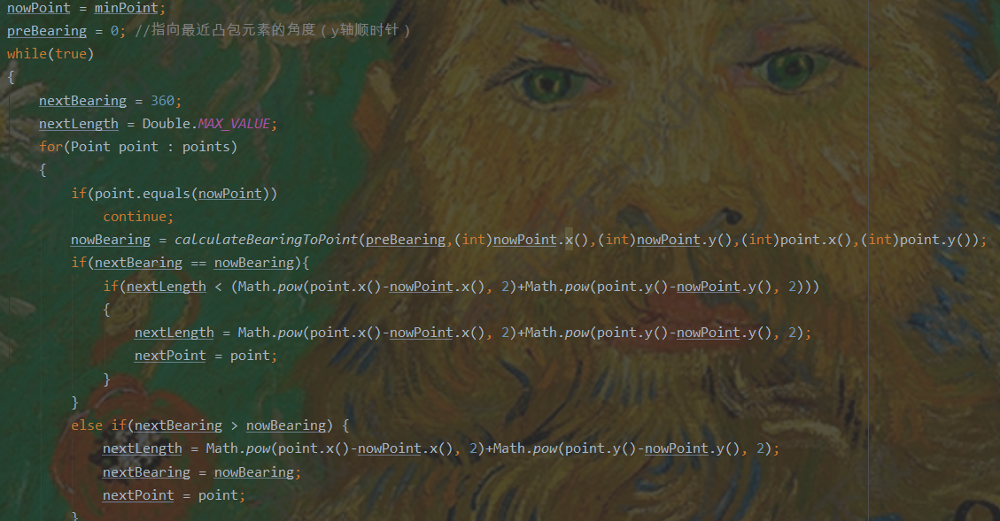 nowPoint = minPoint;
preBearing = 0; //指向最近凸包元素的角度（y轴顺时针）
while(true)
{
nextBearing = 360;
nextLength = Double.MAX_VALUE;
for(Point point : points)
{
if(point.equals(nowPoint))
continue;
nowBearing = calculateBearingToPoint(preBearing,(int)nowPoint.x(),(int)nowPoint.y(),(int)point.x(),(int)point.y());
if(nextBearing == nowBearing){
if(nextLength < (Math.pow(point.x()-nowPoint.x(), 2)+Math.pow(point.y()-nowPoint.y(), 2)))
{
nextLength = Math.pow(point.x()-nowPoint.x(), 2)+Math.pow(point.y()-nowPoint.y(), 2);
nextPoint = point;
}
}
else if(nextBearing > nowBearing) {
nextLength = Math.pow(point.x()-nowPoint.x(), 2)+Math.pow(point.y()-nowPoint.y(), 2);
nextBearing = nowBearing;
nextPoint = point;
}